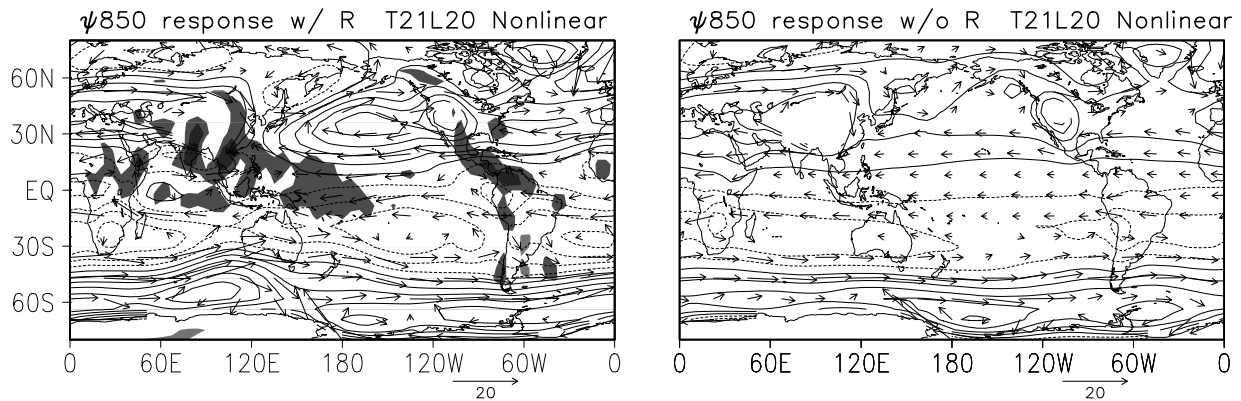 ψ850 response w/ R T21L20 Nonlinear
ψ850 response w/o R T21L20 Nonlinear
60N
30N
EQ
30S
60S
0 60E 120E 180 120W 60W 0
0 60E 120E 180 120W 60W 0
20
20